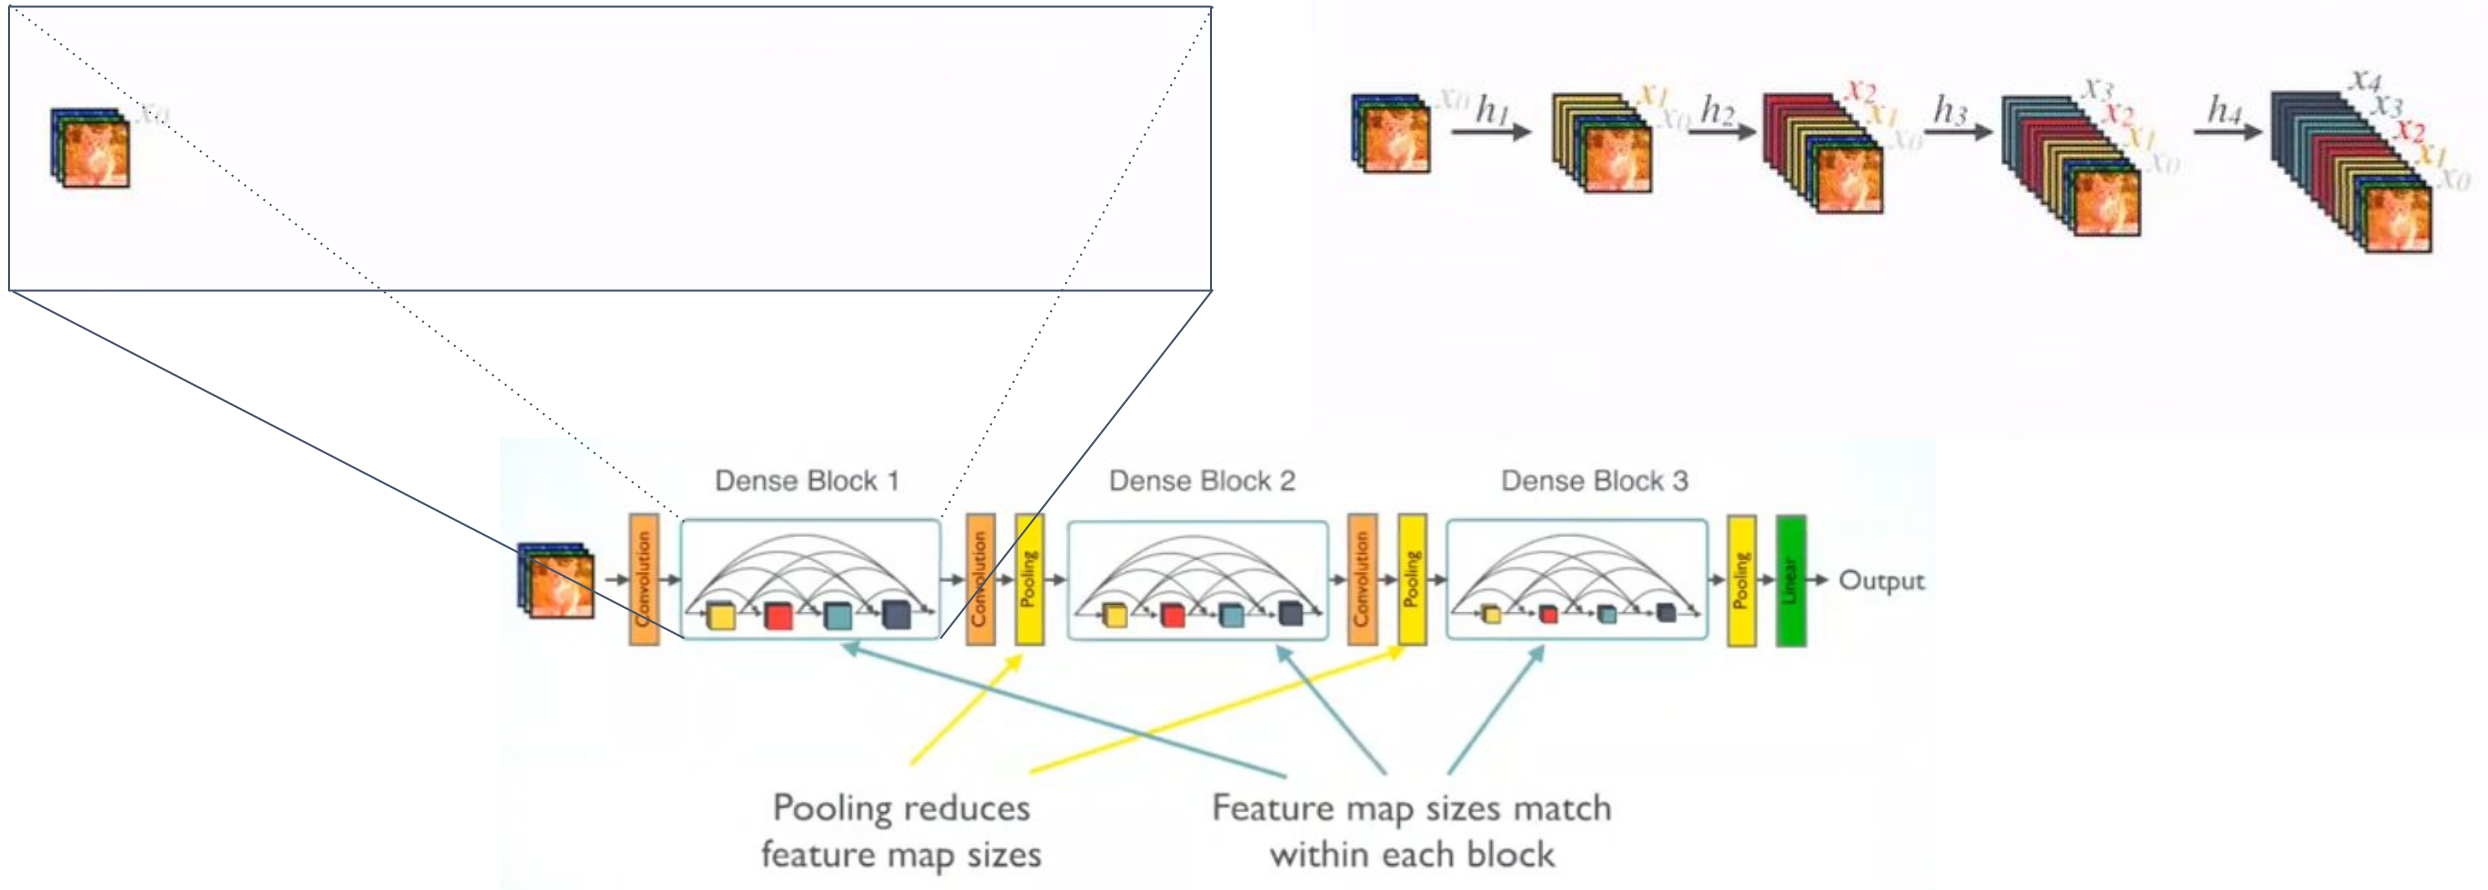 x0
x0 h1 x1 x0 h2 x2 x1 x0 h3 x3 x2 x1 x0 h4 x4 x3 x2 x1 x0
Dense Block 1
Dense Block 2
Dense Block 3
Convolution
Convolution
Pooling
Convolution
Pooling
Pooling
Linear
Output
Pooling reduces
feature map sizes
Feature map sizes match
within each block